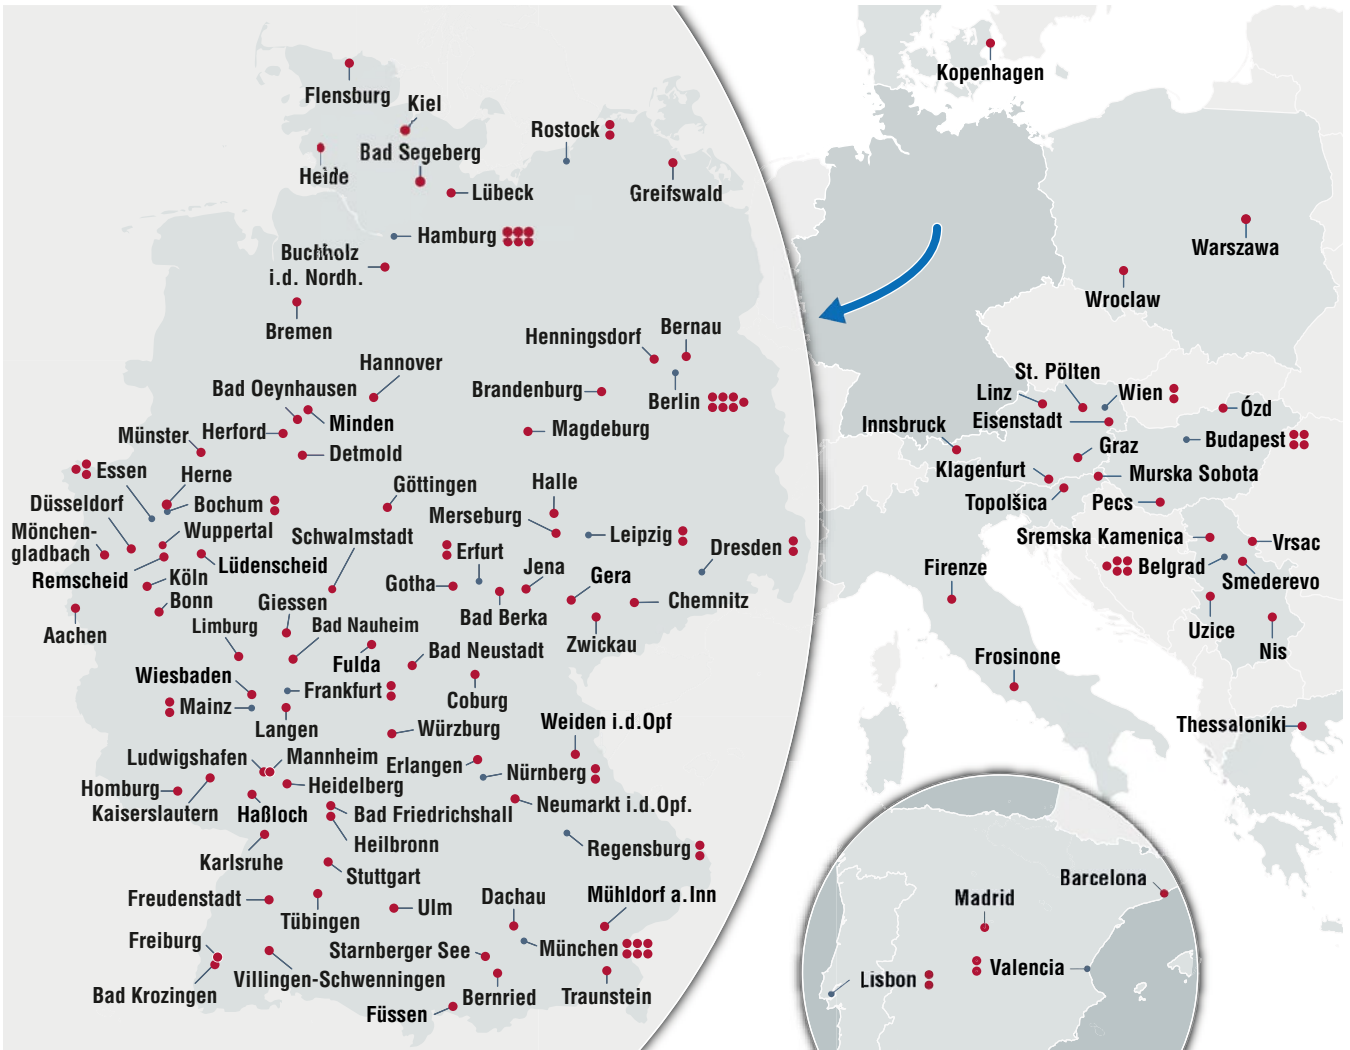 Flensburg
Kiel
Rostock
Bad Segeberg
Heide
Greifswald
Lübeck
Hamburg
Buchholz
i.d. Nordh.
Bremen
Henningsdorf
Bernau
Hannover
Bad Oeynhausen
Brandenburg
Berlin
Minden
Herford
Münster
Magdeburg
Detmold
Essen
Herne
Göttingen
Halle
Düsseldorf
Bochum
Merseburg
Mönchen-
gladbach
Wuppertal
Schwalmstadt
Leipzig
Erfurt
Dresden
Lüdenscheid
Remscheid
Köln
Gotha
Jena
Gera
Bonn
Giessen
Bad Berka
Chemnitz
Aachen
Limburg
Bad Nauheim
Zwickau
Fulda
Bad Neustadt
Wiesbaden
Frankfurt
Coburg
Mainz
Langen
Würzburg
Weiden i.d.Opf
Ludwigshafen
Mannheim
Erlangen
Nürnberg
Homburg
Heidelberg
Kaiserslautern
Haßloch
Bad Friedrichshall
Neumarkt i.d.Opf.
Heilbronn
Regensburg
Karlsruhe
Stuttgart
Freudenstadt
Tübingen
Ulm
Dachau
Mühldorf a.Inn
Freiburg
Starnberger See
München
Villingen-Schwenningen
Bad Krozingen
Bernried
Traunstein
Füssen
Kopenhagen
Warszawa
Wroclaw
St. Pölten
Linz
Wien
Ózd
Innsbruck
Eisenstadt
Budapest
Graz
Klagenfurt
Murska Sobota
Topolšica
Pecs
Sremska Kamenica
Vrsac
Firenze
Belgrad
Smederevo
Uzice
Nis
Frosinone
Thessaloniki
Barcelona
Madrid
Valencia
Lisbon